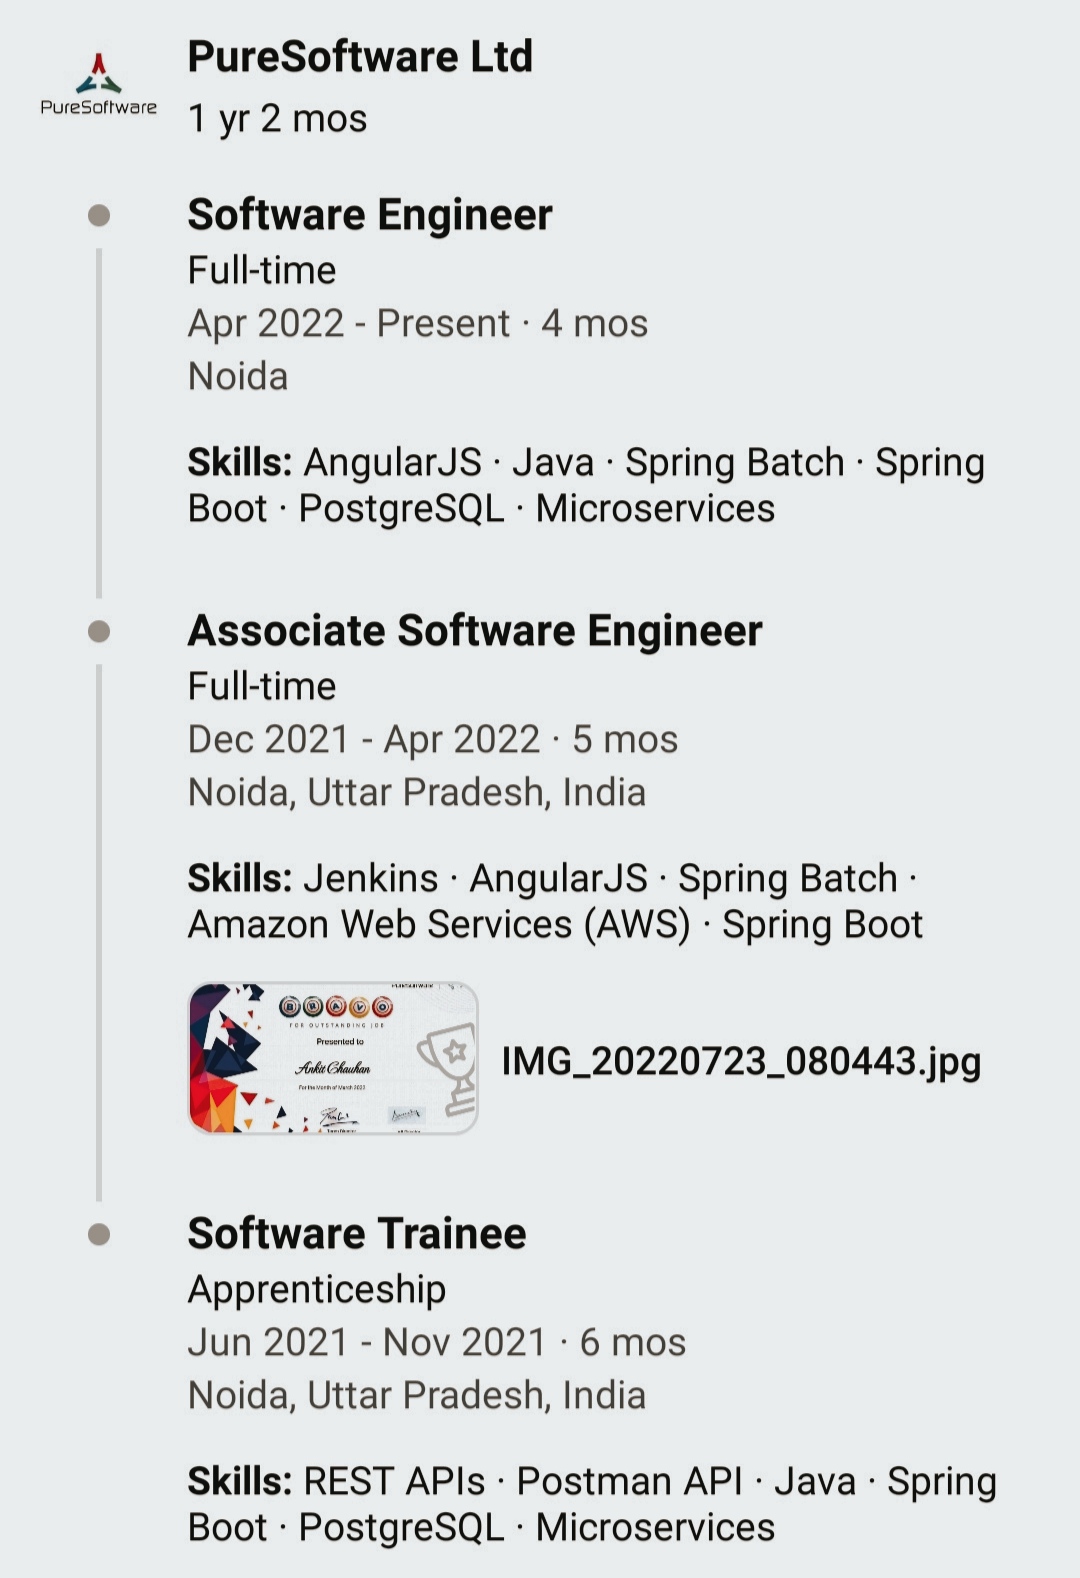 PureSoftware
PureSoftware Ltd
1 yr 2 mos
Software Engineer
Full-time
Apr 2022 - Present · 4 mos
Noida
Skills: AngularJS · Java · Spring Batch · Spring
Boot · PostgreSQL · Microservices
Associate Software Engineer
Full-time
Dec 2021 - Apr 2022 · 5 mos
Noida, Uttar Pradesh, India
Skills: Jenkins · AngularJS · Spring Batch ·
Amazon Web Services (AWS) · Spring Boot
BRAVO
FOR OUTSTANDING JOB
Presented to
Ankit Chauhan
For the Month of March 2022
IMG_20220723_080443.jpg
Software Trainee
Apprenticeship
Jun 2021 - Nov 2021 · 6 mos
Noida, Uttar Pradesh, India
Skills: REST APIs · Postman API · Java · Spring
Boot · PostgreSQL · Microservices